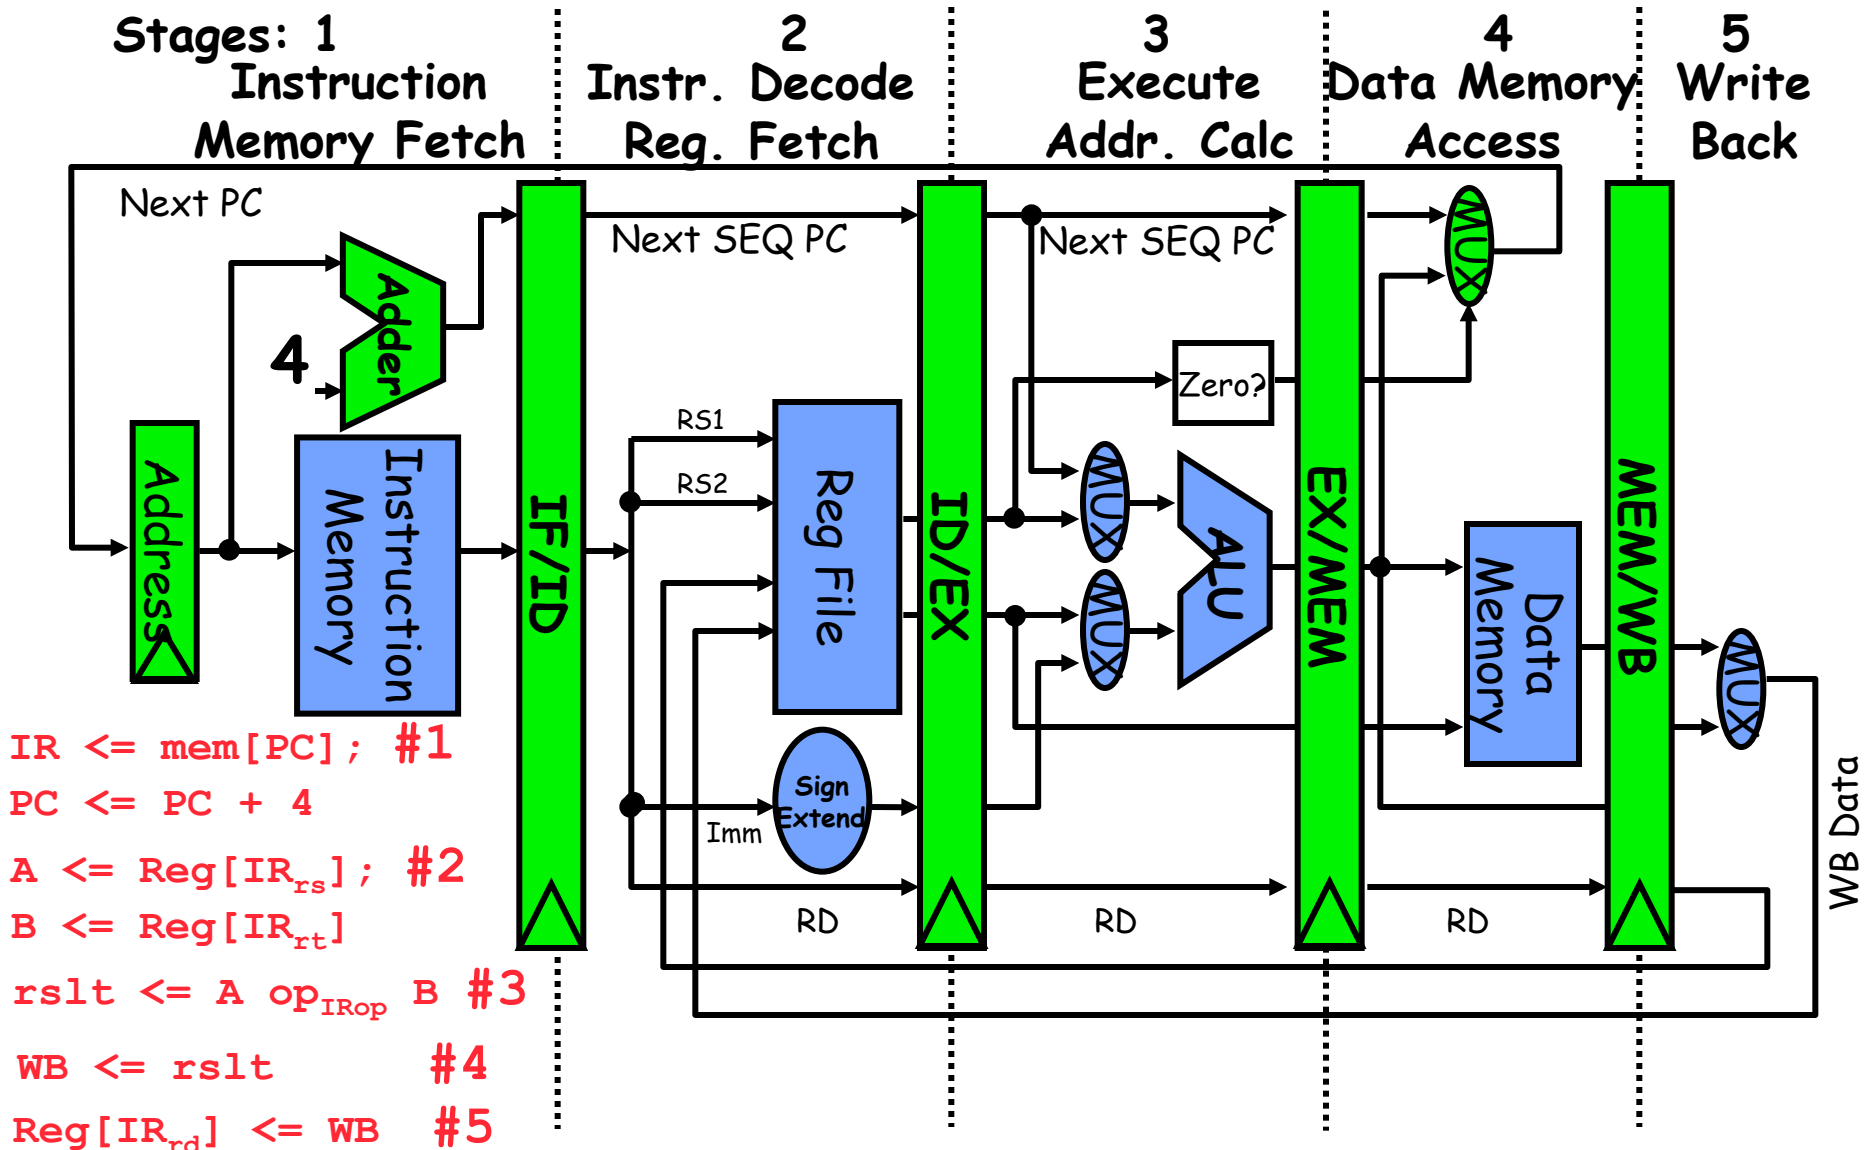 Stages: 1
Instruction
Memory Fetch
2
Instr. Decode
Reg. Fetch
3
Execute
Addr. Calc
4
Data Memory
Access
5
Write
Back
Next PC
4
Adder
Address
Instruction
Memory
IF/ID
Next SEQ PC
RS1
RS2
Reg File
Imm
Sign
Extend
RD
ID/EX
Next SEQ PC
Zero?
MUX
MUX
ALU
RD
EX/MEM
MUX
Data
Memory
RD
MEM/WB
MUX
WB Data
IR <= mem[PC]; #1
PC <= PC + 4
A <= Reg[IRrs]; #2
B <= Reg[IRrt]
rslt <= A opIRop B #3
WB <= rslt #4
Reg[IRrd] <= WB #5